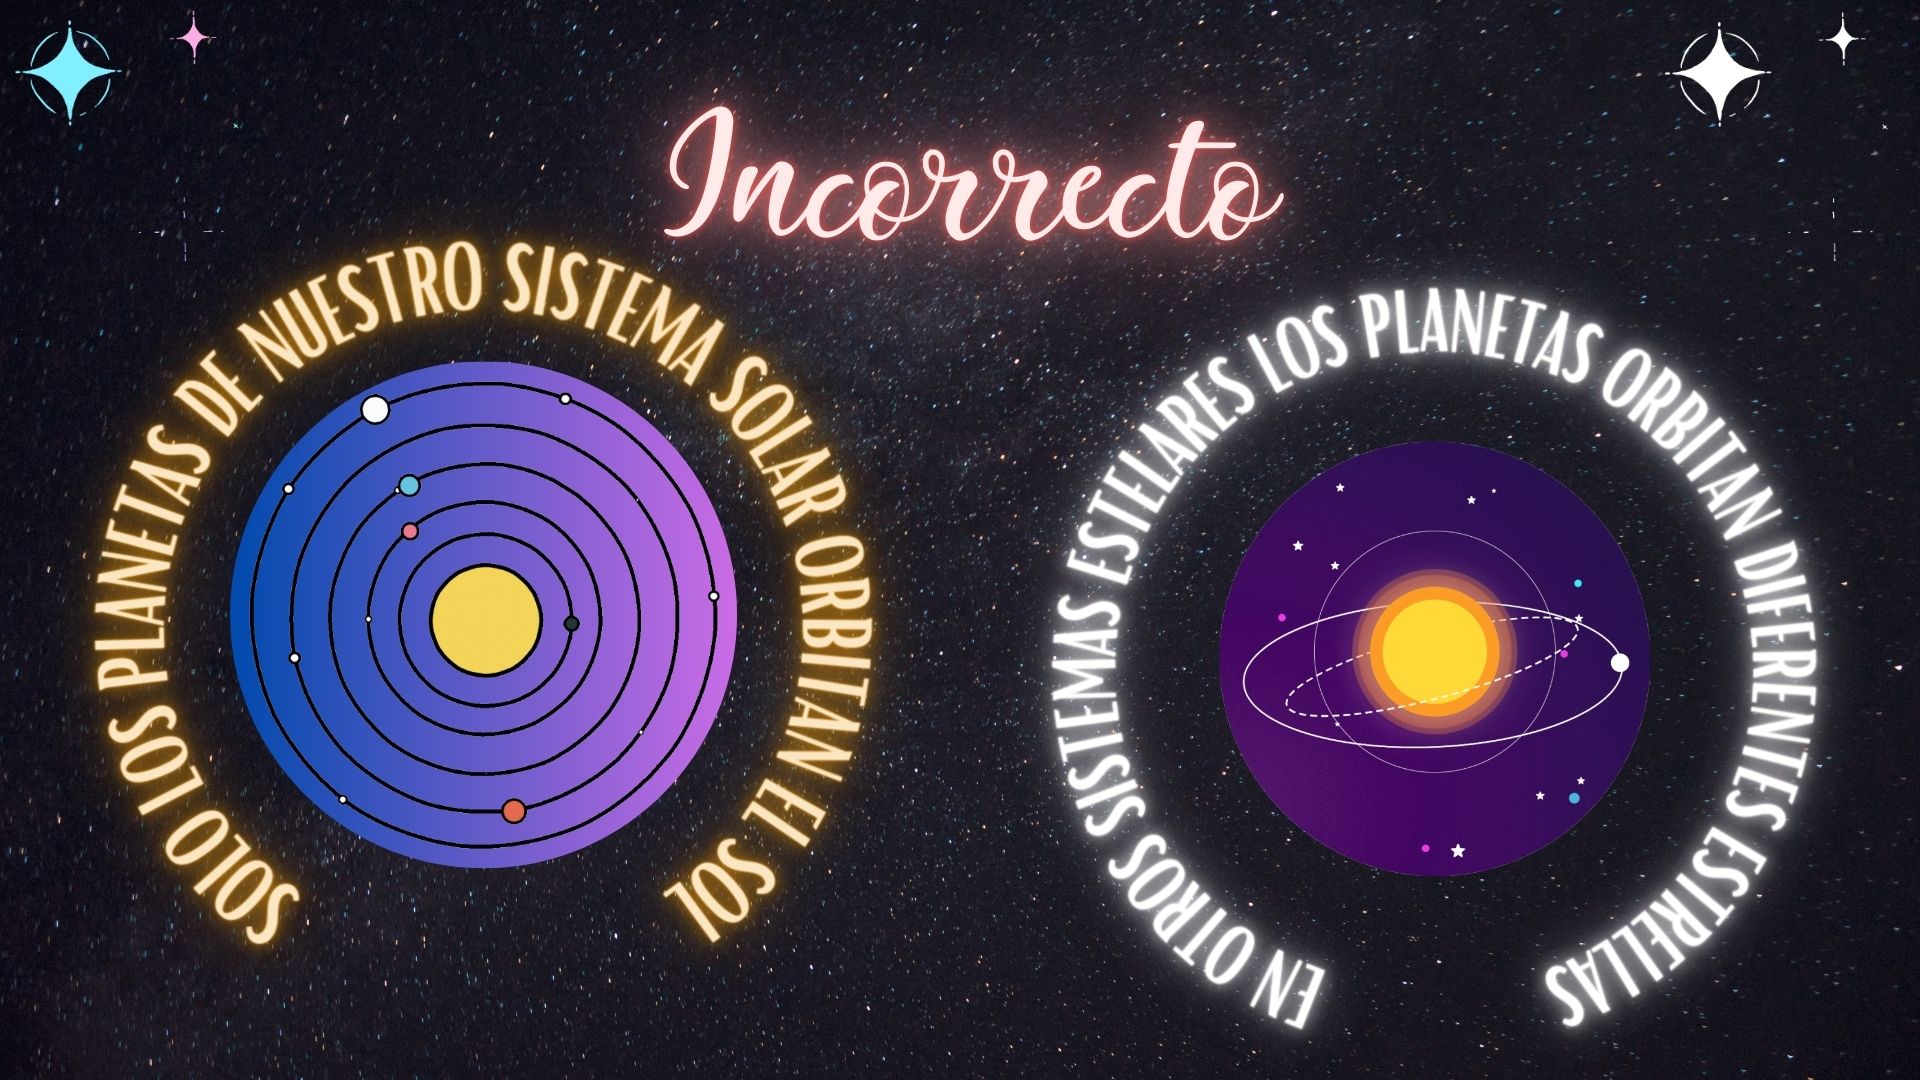 Incorrecto
SOLO LOS PLANETAS DE NUESTRO SISTEMA SOLAR ORBITAN EL SOL
EN OTROS SISTEMAS ESTELARES LOS PLANETAS ORBITAN DIFERENTES ESTRELLAS